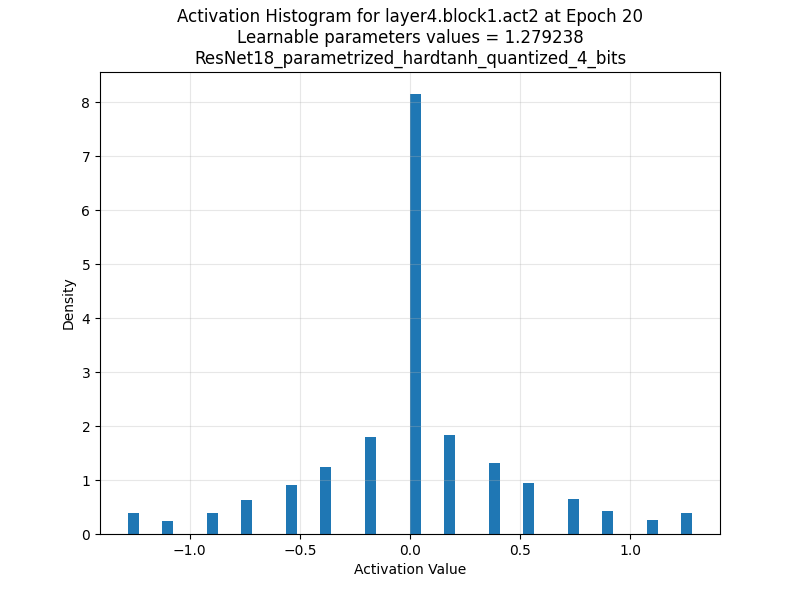 Activation Histogram for layer4.block1.act2 at Epoch 20
Learnable parameters values = 1.279238
ResNet18_parametrized_hardtanh_quantized_4_bits
8
7
6
5
4
3
2
1
0
Density
−1.0 −0.5 0.0 0.5 1.0
Activation Value